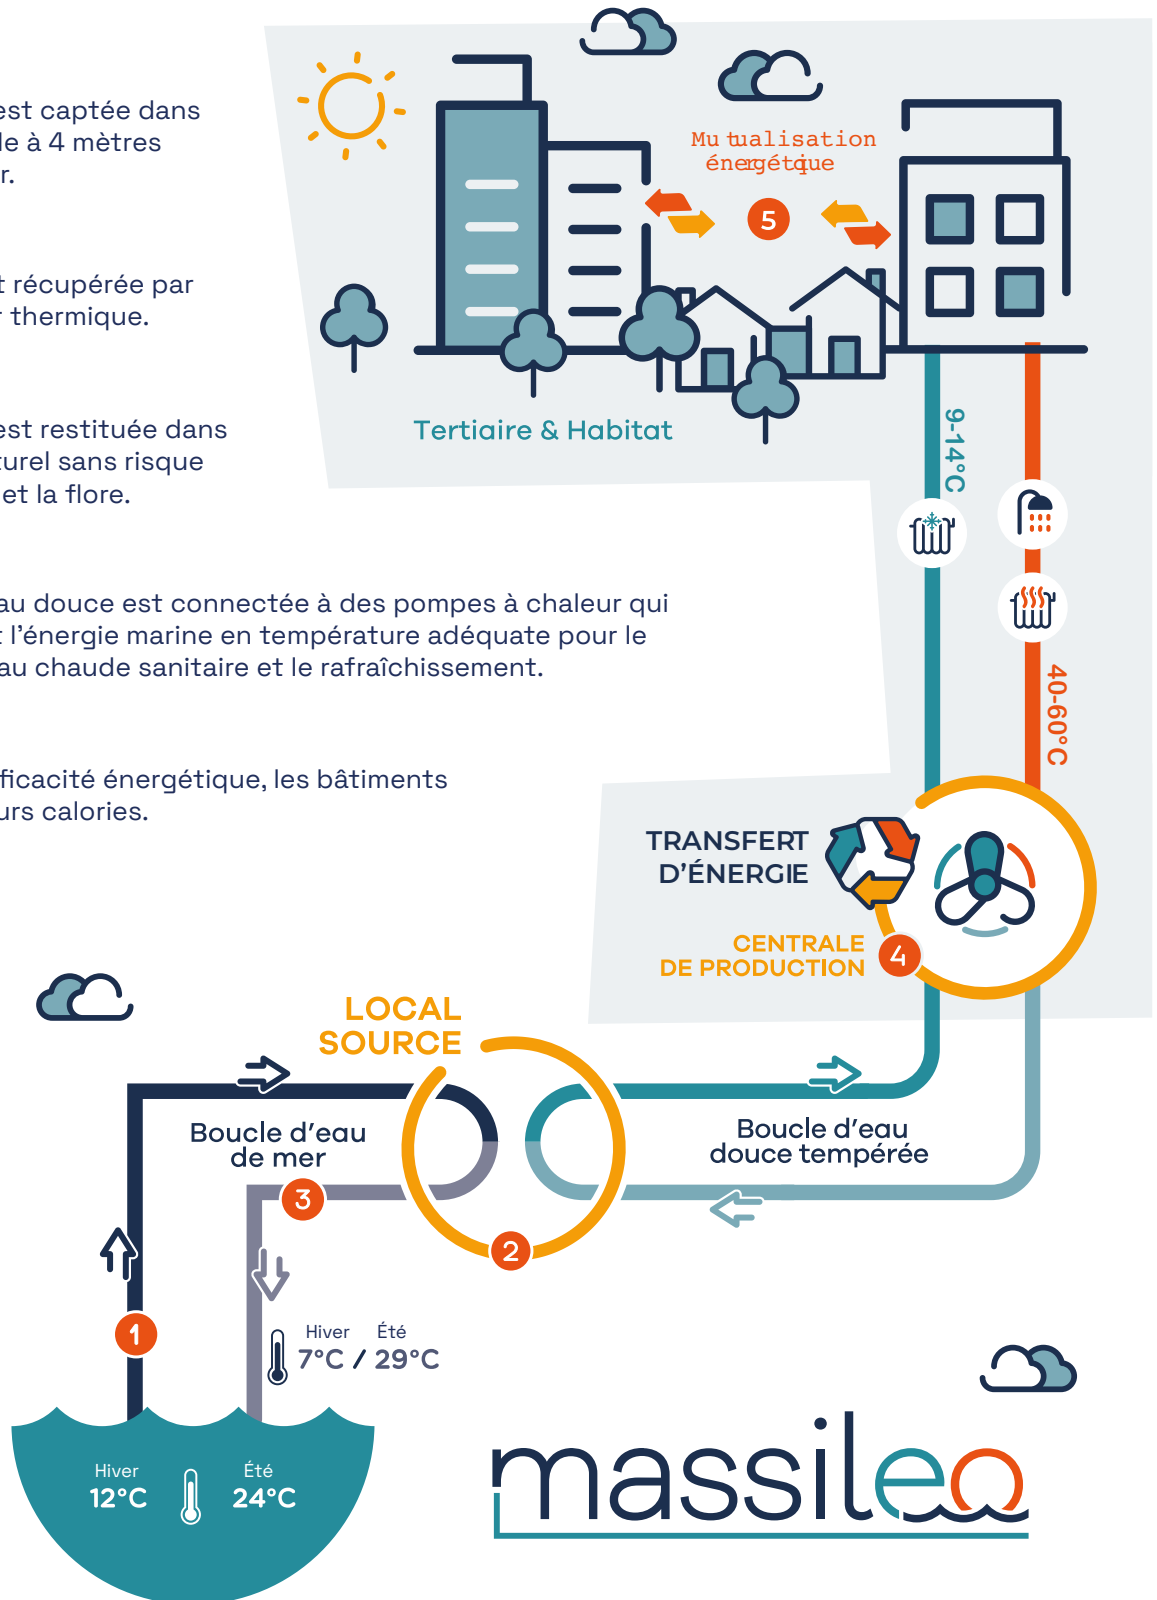 est captée dans
le à 4 mètres
r.
t récupérée par
r thermique.
est restituée dans
turel sans risque
et la flore.
au douce est connectée à des pompes à chaleur qui
t l’énergie marine en température adéquate pour le
au chaude sanitaire et le rafraîchissement.
ficacité énergétique, les bâtiments
urs calories.
Mutualisation
énergétique
5
Tertiaire & Habitat
9-14°C
40-60°C
TRANSFERT
D’ÉNERGIE
CENTRALE
DE PRODUCTION
4
LOCAL
SOURCE
Boucle d’eau
de mer
3
2
Boucle d’eau
douce tempérée
1
Hiver Été
7°C / 29°C
Hiver Été
12°C 24°C
massileo